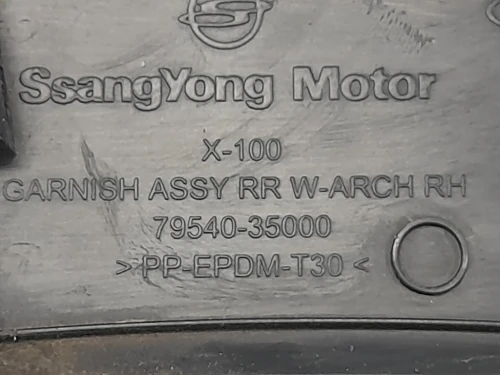 SsangYong Motor
X-100
GARNISH ASSY RR W-ARCH RH
79540-35000
>PP-EPDM-T30<